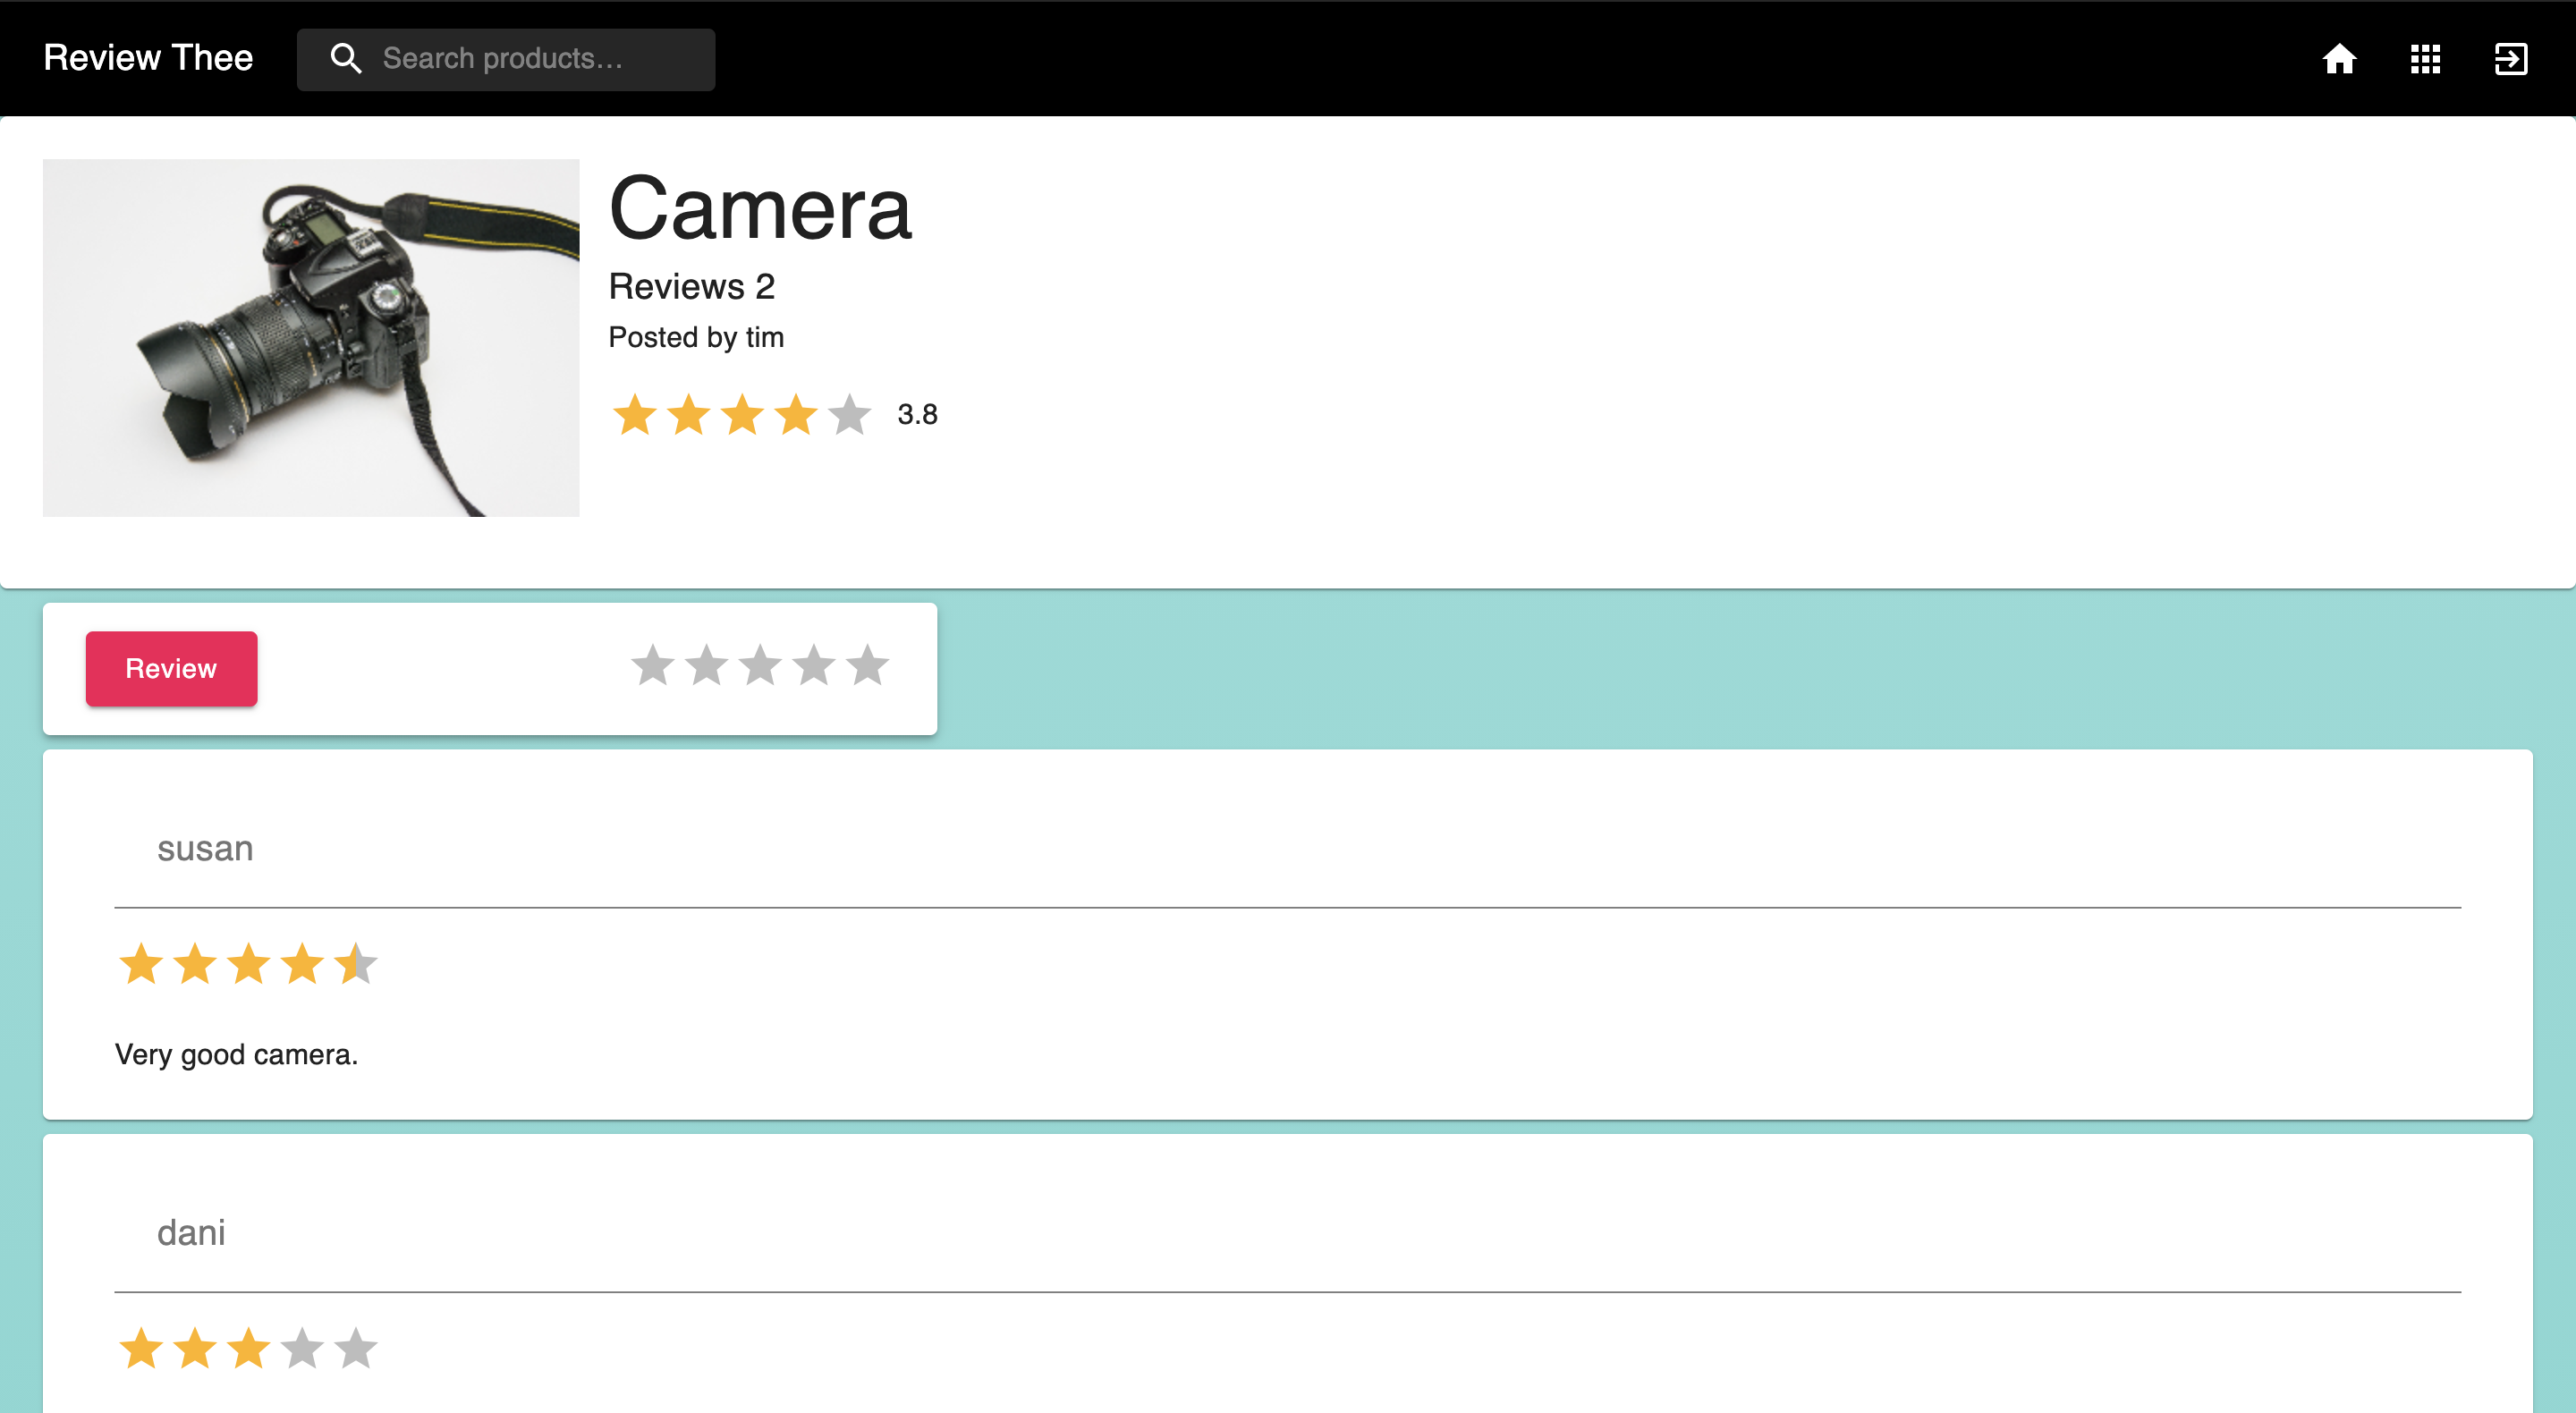 Review Thee
Search products...
Camera
Reviews 2
Posted by tim
3.8
Review
susan
Very good camera.
dani